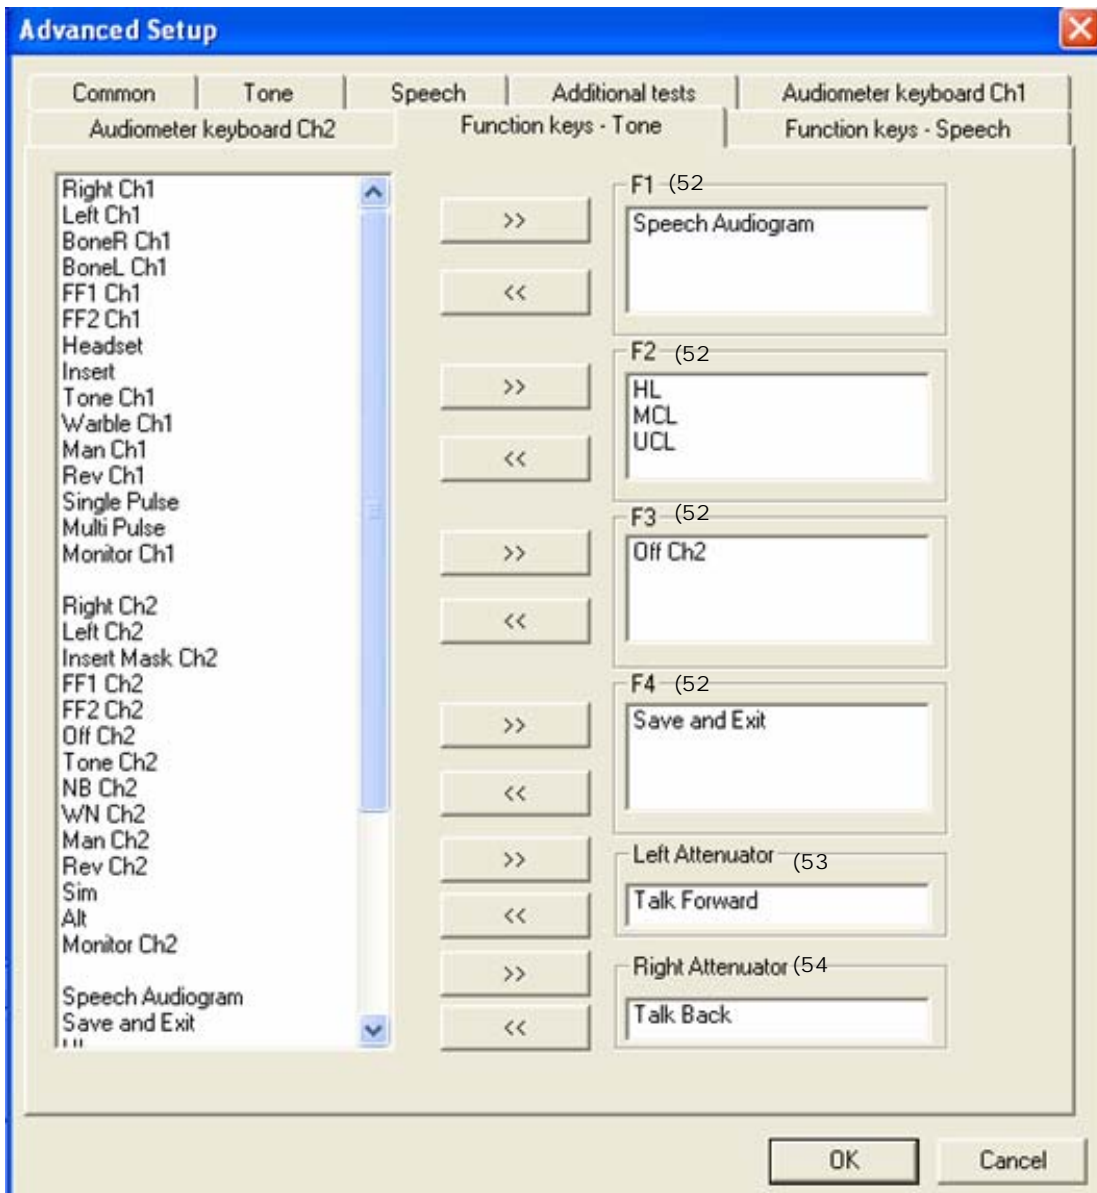 Advanced Setup
Common
Tone
Speech
Additional tests
Audiometer keyboard Ch1
Audiometer keyboard Ch2
Function keys - Tone
Function keys - Speech
Right Ch1
Left Ch1
BoneR Ch1
BoneL Ch1
FF1 Ch1
FF2 Ch1
Headset
Insert
Tone Ch1
Warble Ch1
Man Ch1
Rev Ch1
Single Pulse
Multi Pulse
Monitor Ch1
Right Ch2
Left Ch2
Insert Mask Ch2
FF1 Ch2
FF2 Ch2
Off Ch2
Tone Ch2
NB Ch2
WN Ch2
Man Ch2
Rev Ch2
Sim
Alt
Monitor Ch2
Speech Audiogram
Save and Exit
>>
<<
F1 (52
Speech Audiogram
>>
<<
F2 (52
HL
MCL
UCL
>>
<<
F3 (52
Off Ch2
>>
<<
F4 (52
Save and Exit
>>
<<
Left Attenuator (53
Talk Forward
>>
<<
Right Attenuator (54
Talk Back
OK
Cancel